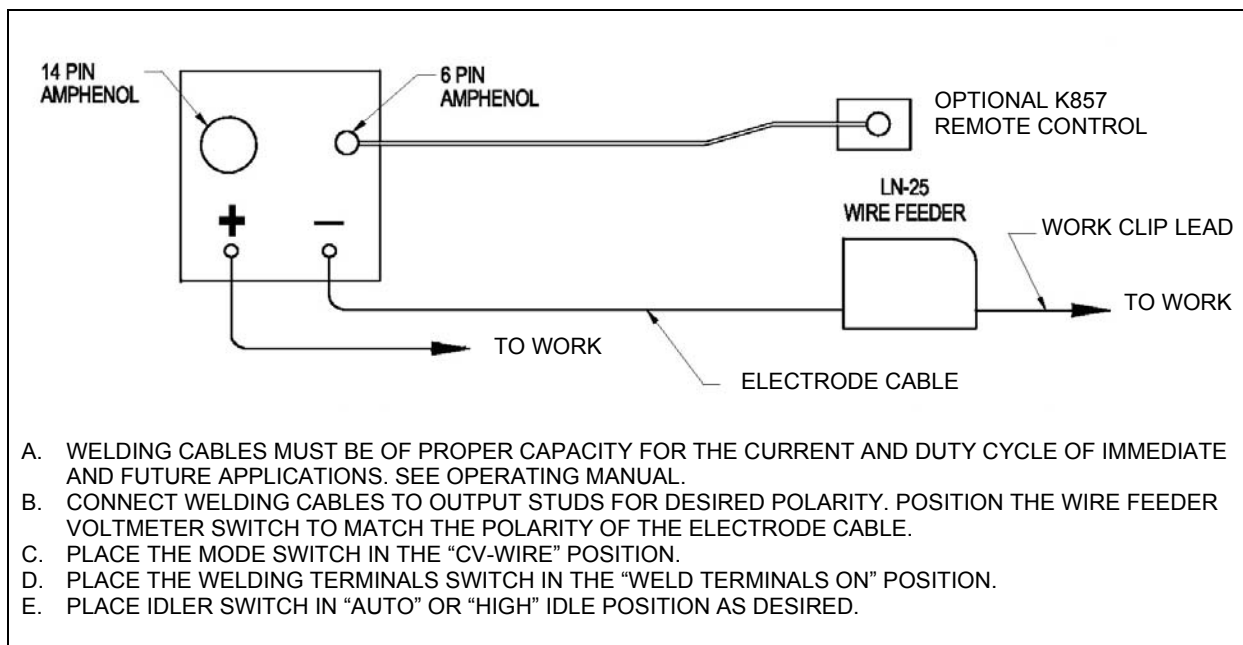 14 PIN
AMPHENOL
6 PIN
AMPHENOL
OPTIONAL K857
REMOTE CONTROL
LN-25
WIRE FEEDER
WORK CLIP LEAD
+
−
TO WORK
TO WORK
ELECTRODE CABLE
A. WELDING CABLES MUST BE OF PROPER CAPACITY FOR THE CURRENT AND DUTY CYCLE OF IMMEDIATE
AND FUTURE APPLICATIONS. SEE OPERATING MANUAL.
B. CONNECT WELDING CABLES TO OUTPUT STUDS FOR DESIRED POLARITY. POSITION THE WIRE FEEDER
VOLTMETER SWITCH TO MATCH THE POLARITY OF THE ELECTRODE CABLE.
C. PLACE THE MODE SWITCH IN THE “CV-WIRE” POSITION.
D. PLACE THE WELDING TERMINALS SWITCH IN THE “WELD TERMINALS ON” POSITION.
E. PLACE IDLER SWITCH IN “AUTO” OR “HIGH” IDLE POSITION AS DESIRED.